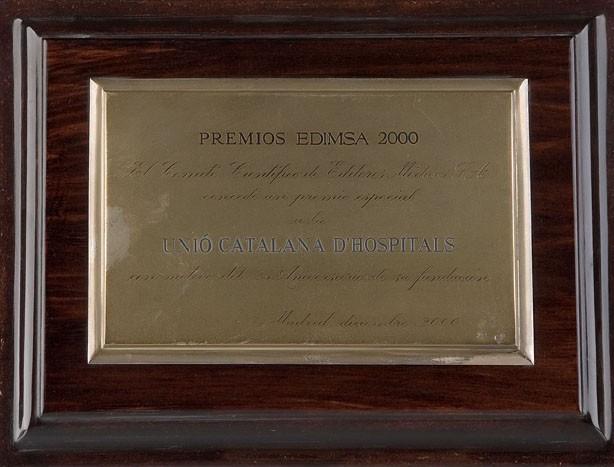 PREMIOS EDIMSA 2000
El Comité Científico de Editores Médicos S.A.
concede un premio especial
a la
UNIÓ CATALANA D'HOSPITALS
con motivo del Aniversario de su fundación
Madrid, diciembre 2000